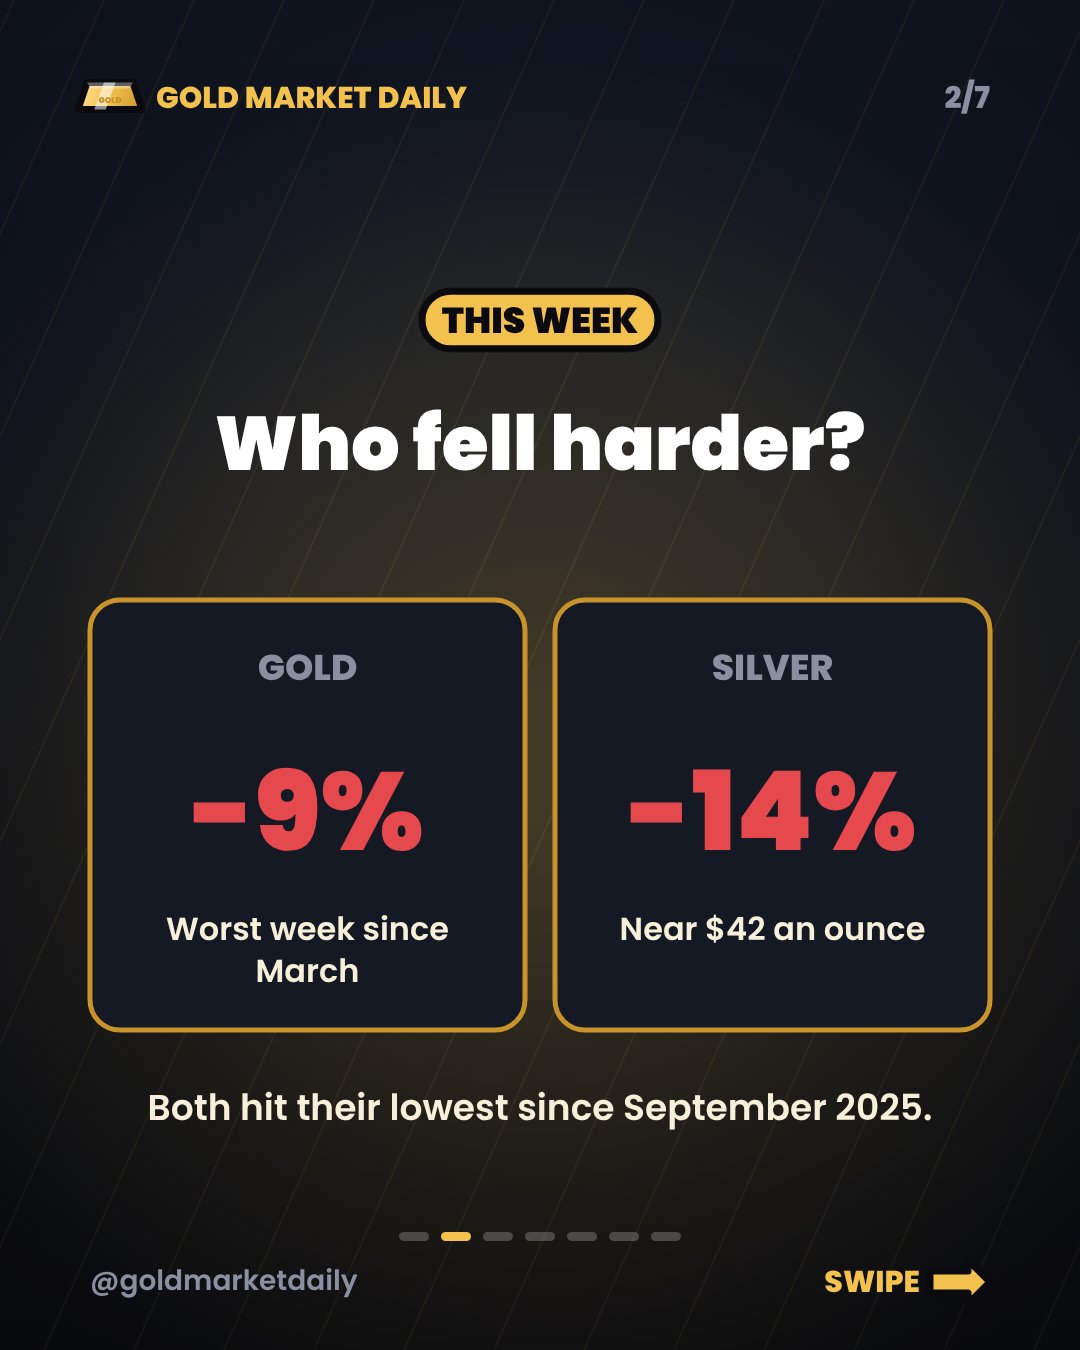 GOLD
GOLD MARKET DAILY
2/7
THIS WEEK
Who fell harder?
GOLD
-9%
Worst week since
March
SILVER
-14%
Near $42 an ounce
Both hit their lowest since September 2025.
@goldmarketdaily
SWIPE